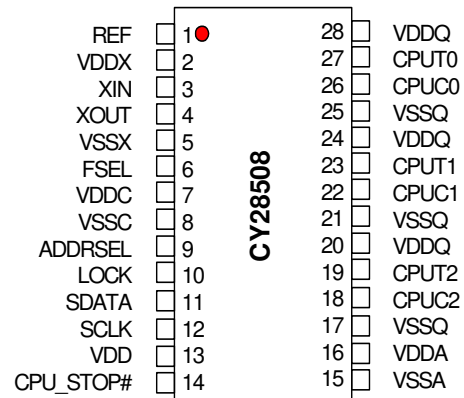 REF 1 28 VDDQ
VDDX 2 27 CPUT0
XIN 3 26 CPUC0
XOUT 4 25 VSSQ
VSSX 5 24 VDDQ
FSEL 6 23 CPUT1
VDDC 7 22 CPUC1
VSSC 8 21 VSSQ
ADDRSEL 9 20 VDDQ
LOCK 10 19 CPUT2
SDATA 11 18 CPUC2
SCLK 12 17 VSSQ
VDD 13 16 VDDA
CPU_STOP# 14 15 VSSA
CY28508